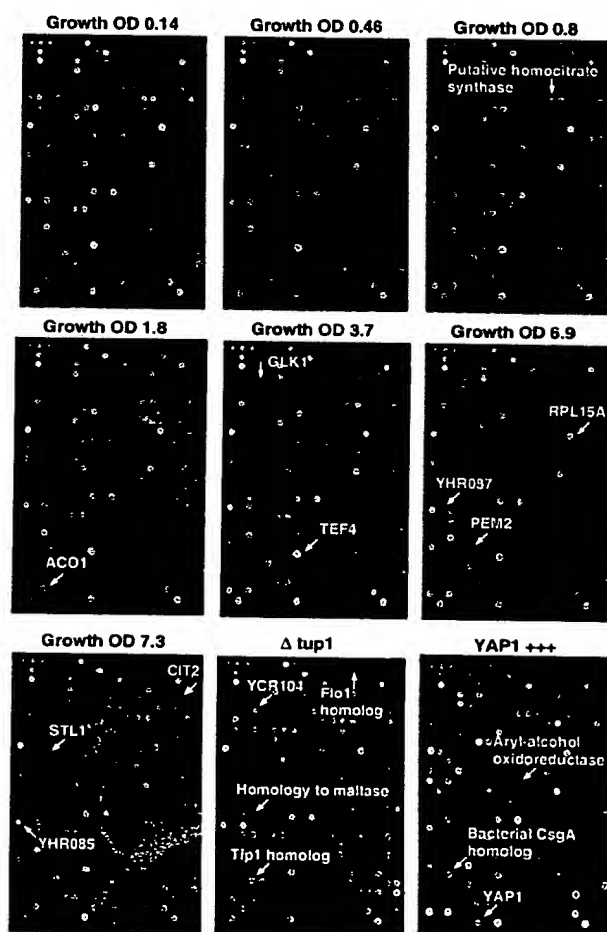 Growth OD 0.14
Growth OD 0.46
Growth OD 0.8
Putative homocitrate
synthase
Growth OD 1.8
Growth OD 3.7
Growth OD 6.9
GLK1
RPL15A
YHR087
PEM2
TEF4
ACO1
Growth OD 7.3
Δ tup1
YAP1 +++
CIT2
YCR104
Flo1
homolog
STL1
Aryl-alcohol
oxidoreductase
Homology to maltase
YHR085
Tip1 homolog
Bacterial CsgA
homolog
YAP1